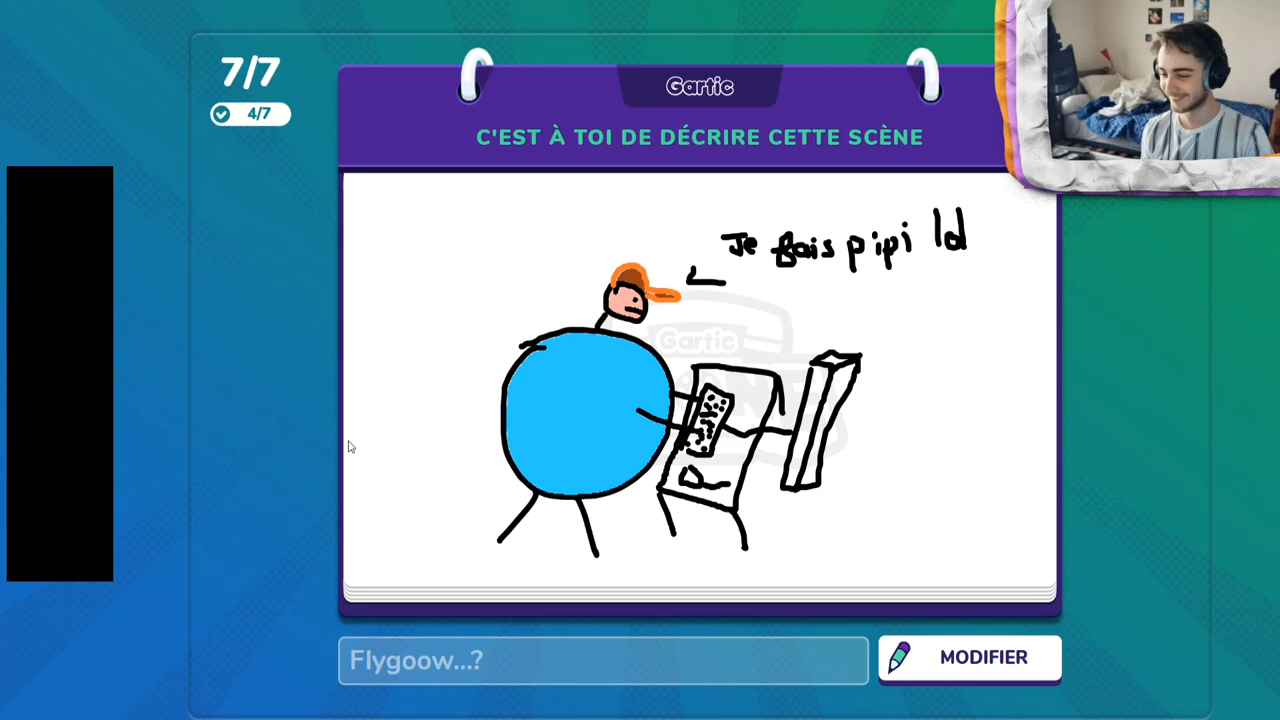 7/7
4/7
Gartic
C'EST À TOI DE DÉCRIRE CETTE SCÈNE
Je fais pipi lol
Gartic
Flygoow...?
MODIFIER